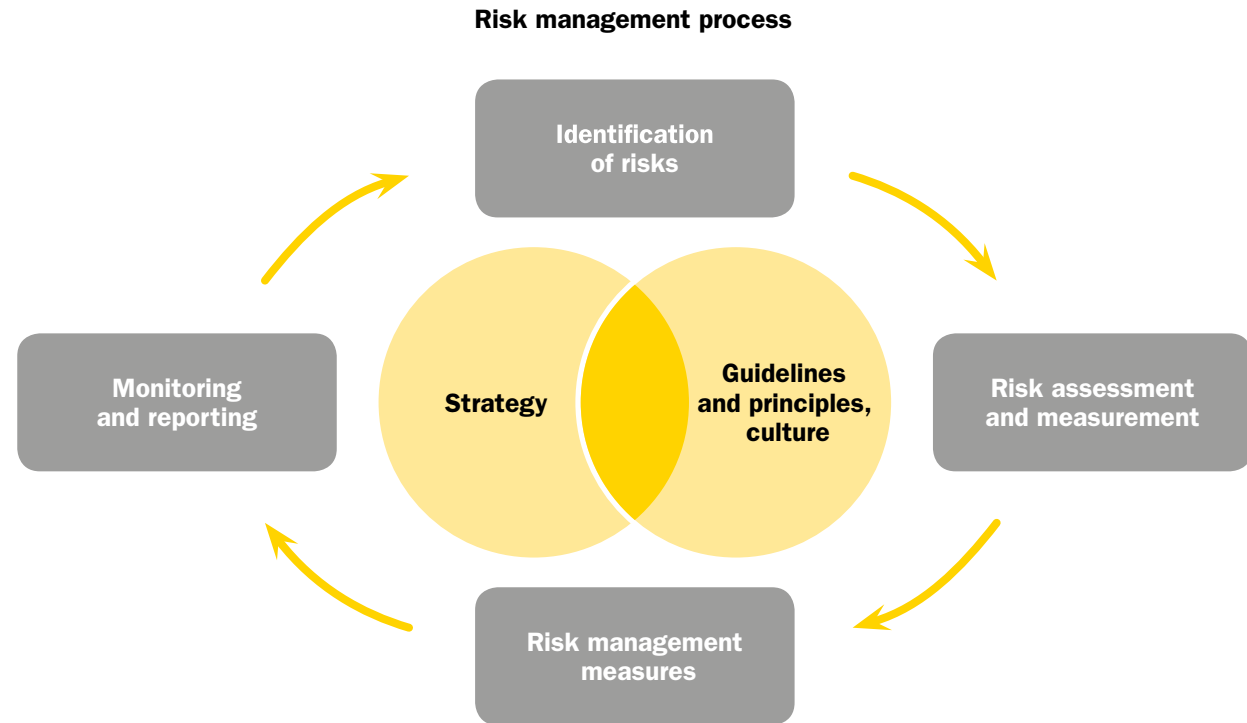 Risk management process
Identification
of risks
Strategy
Guidelines
and principles,
culture
Monitoring
and reporting
Risk assessment
and measurement
Risk management
measures